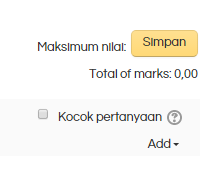 Maksimum nilai: Simpan
Total of marks: 0,00
Kocok pertanyaan ?
Add